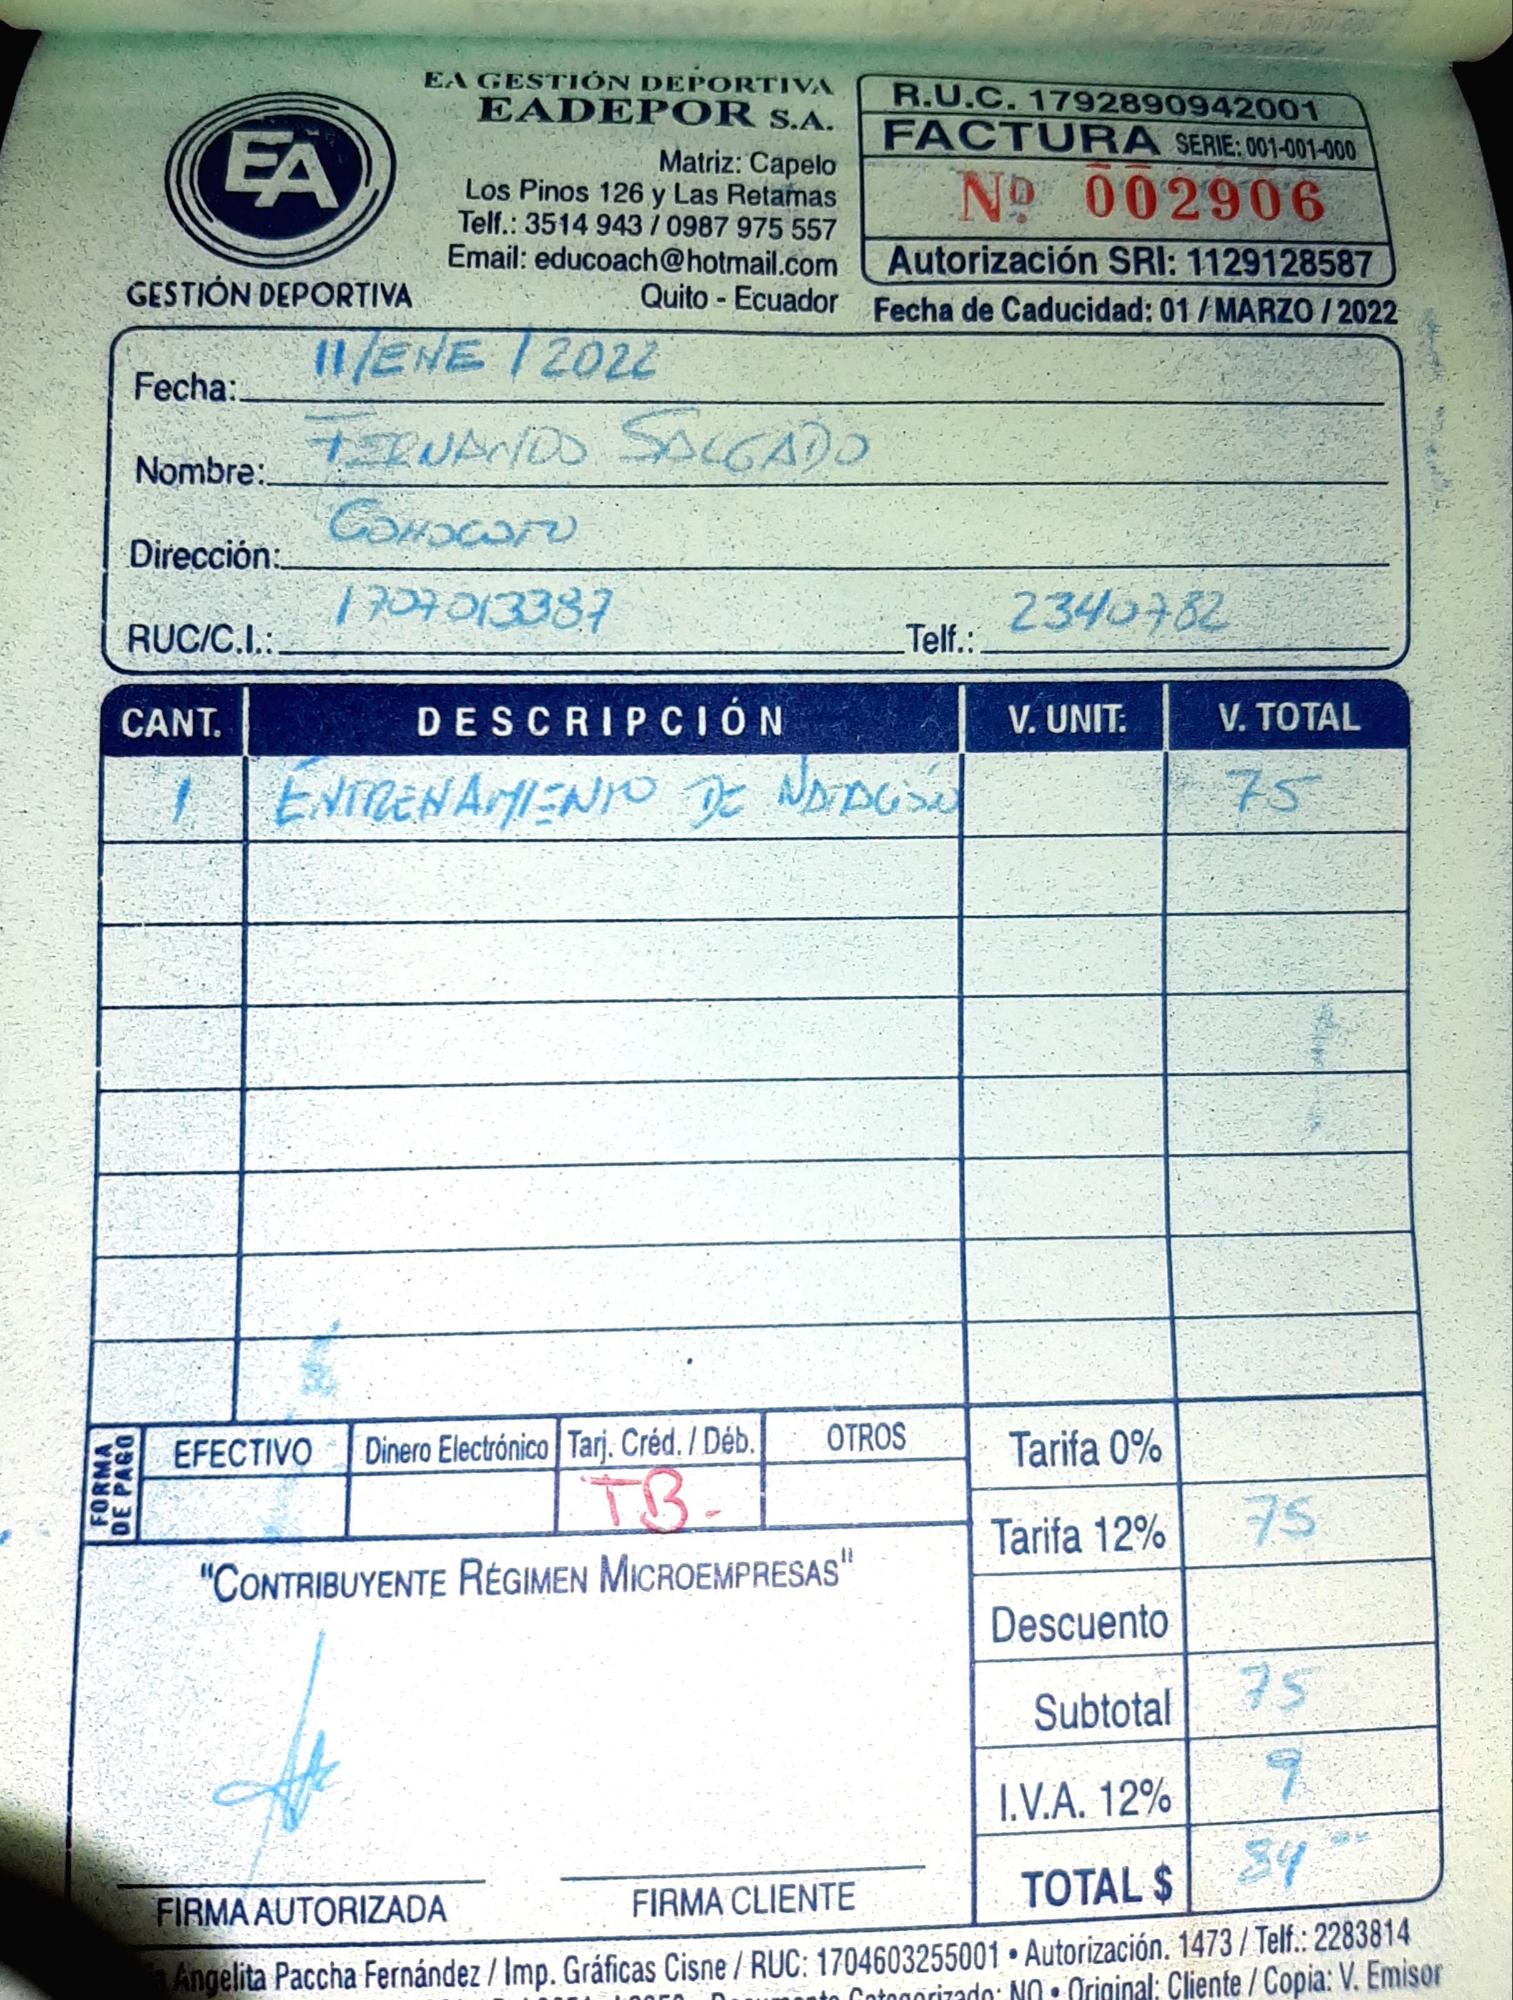 EA
GESTIÓN DEPORTIVA
EA GESTIÓN DEPORTIVA
EADEPOR S.A.
Matriz: Capelo
Los Pinos 126 y Las Retamas
Telf.: 3514 943 / 0987 975 557
Email: educoach@hotmail.com
Quito - Ecuador
R.U.C. 1792890942001
FACTURA SERIE: 001-001-000
Nº 002906
Autorización SRI: 1129128587
Fecha de Caducidad: 01 / MARZO / 2022
Fecha: 11/ENE/2022
Nombre: FERNANDO SALGADO
Dirección: CONOCOTO
RUC/C.I.: 1707013387 Telf.: 2340782
CANT. DESCRIPCIÓN V. UNIT: V. TOTAL
1 ENTRENAMIENTO DE NATACIÓN 75
FORMA DE PAGO
EFECTIVO Dinero Electrónico Tarj. Créd. / Déb. OTROS
TB.-
Tarifa 0%
Tarifa 12% 75
Descuento
Subtotal 75
I.V.A. 12% 9
TOTAL $ 84
"CONTRIBUYENTE RÉGIMEN MICROEMPRESAS"
FIRMA AUTORIZADA FIRMA CLIENTE
Angelita Paccha Fernández / Imp. Gráficas Cisne / RUC: 1704603255001 • Autorización. 1473 / Telf.: 2283814
Documento Categorizado: NO • Original: Cliente / Copia: V. Emisor